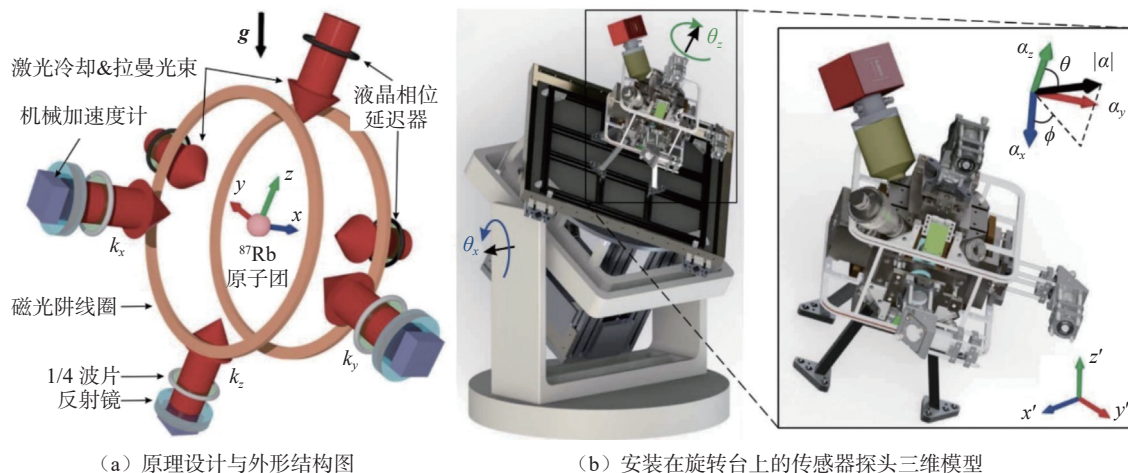 g
激光冷却&拉曼光束
机械加速度计
液晶相位
延迟器
y
z
x
kx
⁸⁷Rb
原子团
磁光阱线圈
ky
kz
1/4 波片
反射镜
(a)原理设计与外形结构图
θz
θx
αz
θ
|α|
αy
αx
ϕ
z′
x′
y′
(b)安装在旋转台上的传感器探头三维模型